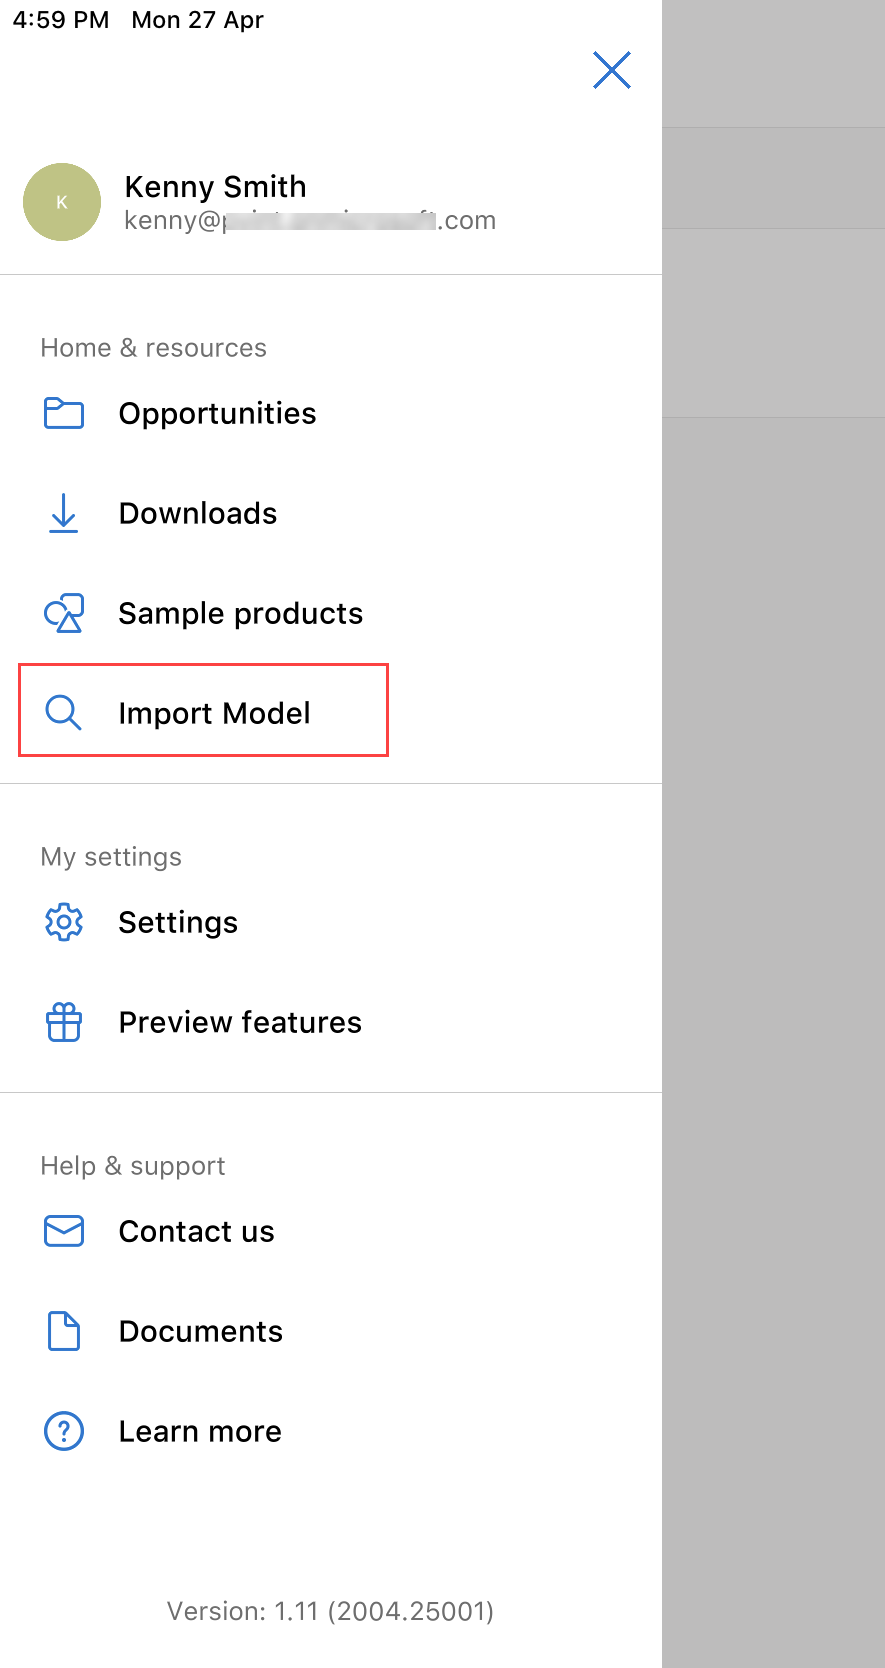 4:59 PM Mon 27 Apr
Kenny Smith
K
kenny@ .com
Home & resources
Opportunities
Downloads
Sample products
Import Model
My settings
Settings
Preview features
Help & support
Contact us
Documents
? Learn more
Version: 1.11 (2004.25001)